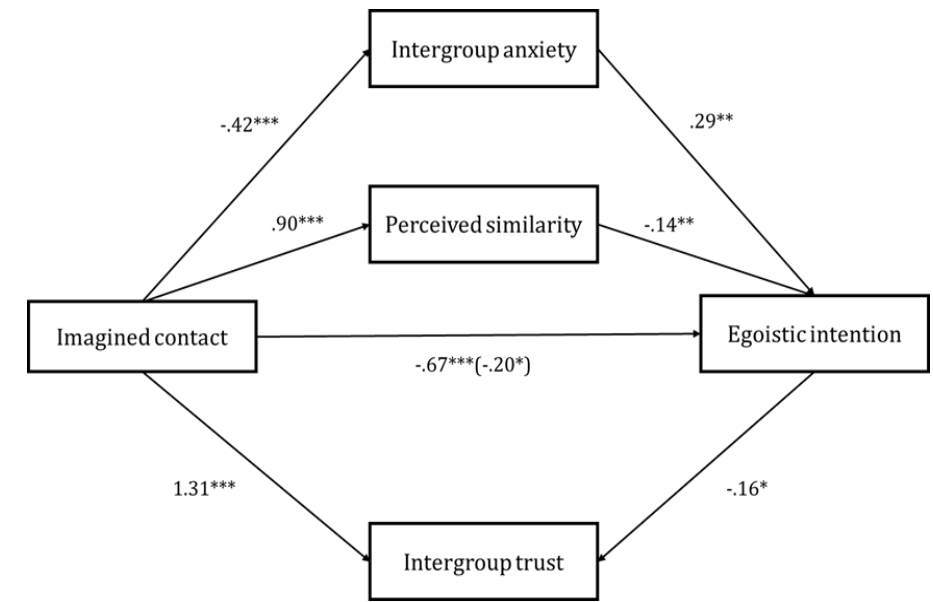 Intergroup anxiety
-.42***
.29**
.90***
Perceived similarity
-.14**
Imagined contact
Egoistic intention
-.67***(-.20*)
1.31***
-.16*
Intergroup trust